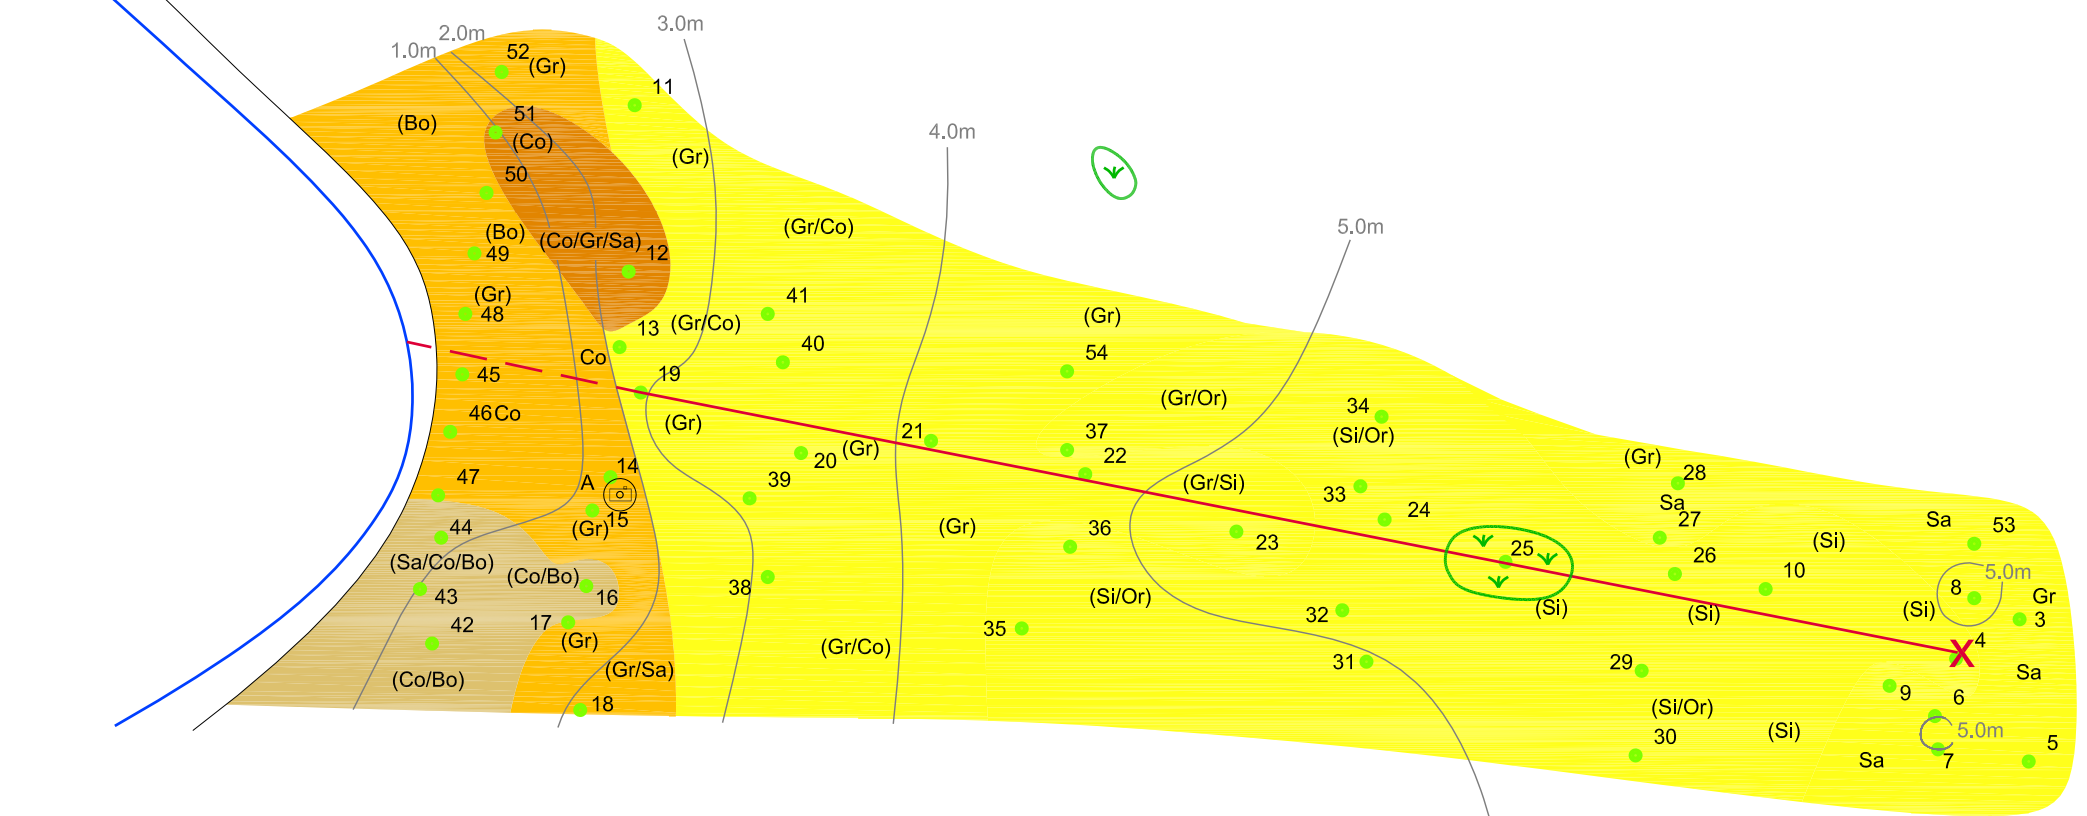 3.0m
2.0m
1.0m
52
(Gr)
11
51
(Bo)
(Co)
4.0m
(Gr)
50
(Gr/Co)
5.0m
(Bo)
(Co/Gr/Sa)
49
12
(Gr)
48
41
13
(Gr/Co)
(Gr)
40
Co
54
45
19
(Gr/Or)
46
Co
34
(Gr)
21
37
(Si/Or)
20
(Gr)
22
(Gr)
14
28
47
A
39
(Gr/Si)
33
Sa
24
15
(Gr)
44
(Gr)
36
27
Sa
53
23
25
(Si)
(Sa/Co/Bo)
(Co/Bo)
26
10
5.0m
38
8
43
16
(Si/Or)
Gr
32
(Si)
(Si)
(Si)
3
42
17
35
(Gr)
4
(Gr/Co)
31
29
(Gr/Sa)
Sa
(Co/Bo)
9
6
18
(Si/Or)
(Si)
5.0m
30
5
Sa
7
X